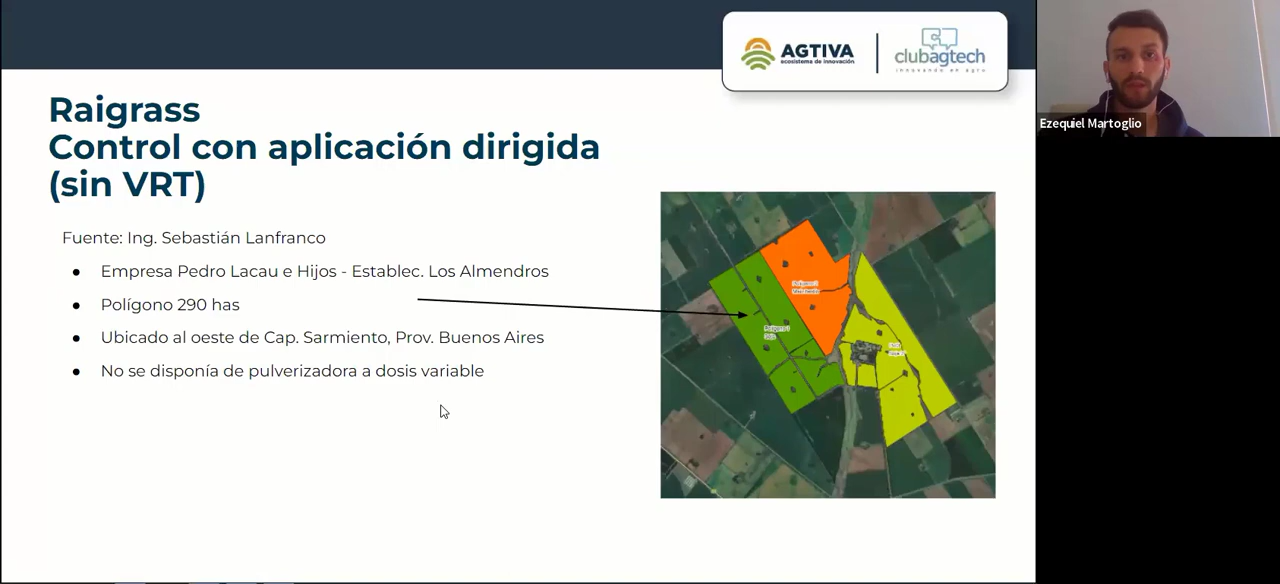 AGTIVA
ecosistema de innovación
clubagtech
innovando en agro
Ezequiel Martoglio
Raigrass
Control con aplicación dirigida
(sin VRT)
Fuente: Ing. Sebastián Lanfranco
● Empresa Pedro Lacau e Hijos - Establec. Los Almendros
● Polígono 290 has
● Ubicado al oeste de Cap. Sarmiento, Prov. Buenos Aires
● No se disponía de pulverizadora a dosis variable